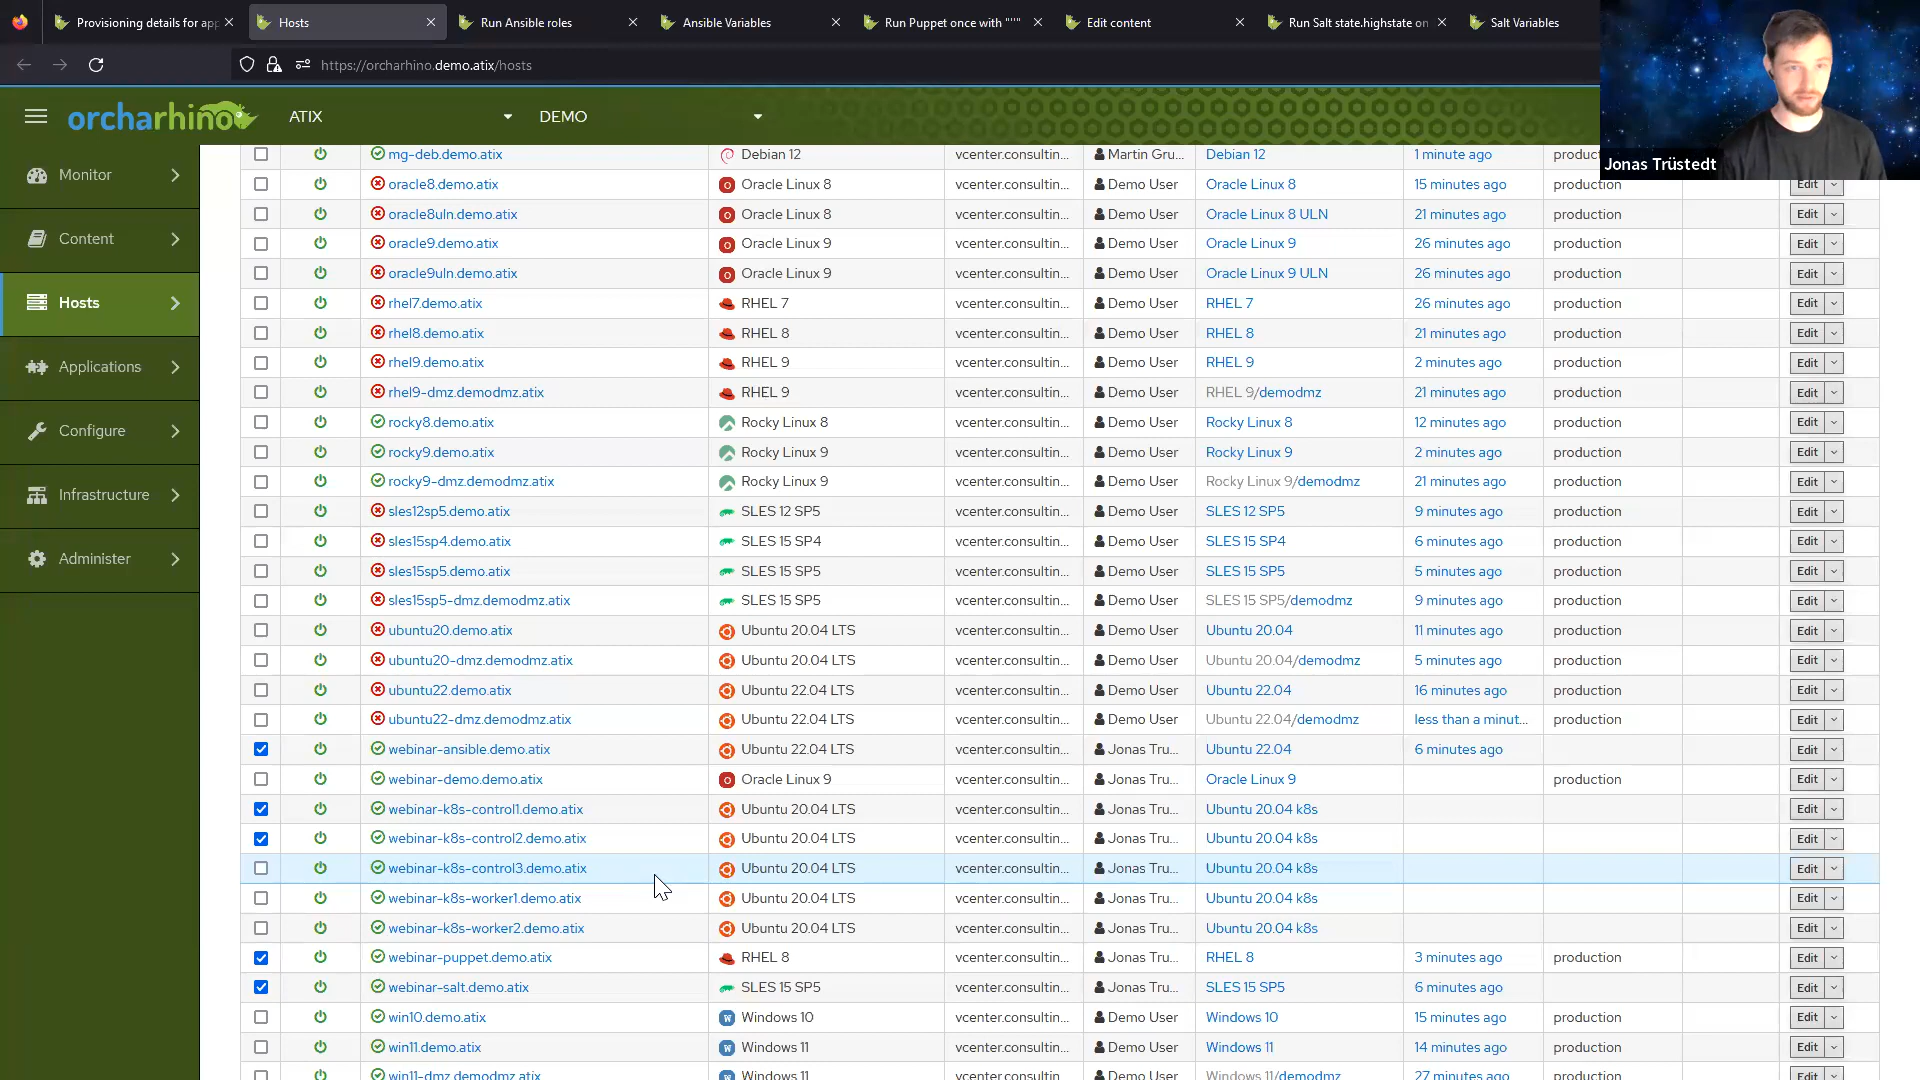 Provisioning details for app
Hosts
Run Ansible roles
Ansible Variables
Run Puppet once with """
Edit content
Run Salt state.highstate on
Salt Variables
https://orcharhino.demo.atix/hosts
orcharhino
ATIX
DEMO
Jonas Trüstedt
Monitor
Content
Hosts
Applications
Configure
Infrastructure
Administer
mg-deb.demo.atix Debian 12 vcenter.consultin... Martin Gru... Debian 12 1 minute ago produc
oracle8.demo.atix Oracle Linux 8 vcenter.consultin... Demo User Oracle Linux 8 15 minutes ago production Edit
oracle8uln.demo.atix Oracle Linux 8 vcenter.consultin... Demo User Oracle Linux 8 ULN 21 minutes ago production Edit
oracle9.demo.atix Oracle Linux 9 vcenter.consultin... Demo User Oracle Linux 9 26 minutes ago production Edit
oracle9uln.demo.atix Oracle Linux 9 vcenter.consultin... Demo User Oracle Linux 9 ULN 26 minutes ago production Edit
rhel7.demo.atix RHEL 7 vcenter.consultin... Demo User RHEL 7 26 minutes ago production Edit
rhel8.demo.atix RHEL 8 vcenter.consultin... Demo User RHEL 8 21 minutes ago production Edit
rhel9.demo.atix RHEL 9 vcenter.consultin... Demo User RHEL 9 2 minutes ago production Edit
rhel9-dmz.demodmz.atix RHEL 9 vcenter.consultin... Demo User RHEL 9/demodmz 21 minutes ago production Edit
rocky8.demo.atix Rocky Linux 8 vcenter.consultin... Demo User Rocky Linux 8 12 minutes ago production Edit
rocky9.demo.atix Rocky Linux 9 vcenter.consultin... Demo User Rocky Linux 9 2 minutes ago production Edit
rocky9-dmz.demodmz.atix Rocky Linux 9 vcenter.consultin... Demo User Rocky Linux 9/demodmz 21 minutes ago production Edit
sles12sp5.demo.atix SLES 12 SP5 vcenter.consultin... Demo User SLES 12 SP5 9 minutes ago production Edit
sles15sp4.demo.atix SLES 15 SP4 vcenter.consultin... Demo User SLES 15 SP4 6 minutes ago production Edit
sles15sp5.demo.atix SLES 15 SP5 vcenter.consultin... Demo User SLES 15 SP5 5 minutes ago production Edit
sles15sp5-dmz.demodmz.atix SLES 15 SP5 vcenter.consultin... Demo User SLES 15 SP5/demodmz 9 minutes ago production Edit
ubuntu20.demo.atix Ubuntu 20.04 LTS vcenter.consultin... Demo User Ubuntu 20.04 11 minutes ago production Edit
ubuntu20-dmz.demodmz.atix Ubuntu 20.04 LTS vcenter.consultin... Demo User Ubuntu 20.04/demodmz 5 minutes ago production Edit
ubuntu22.demo.atix Ubuntu 22.04 LTS vcenter.consultin... Demo User Ubuntu 22.04 16 minutes ago production Edit
ubuntu22-dmz.demodmz.atix Ubuntu 22.04 LTS vcenter.consultin... Demo User Ubuntu 22.04/demodmz less than a minut... production Edit
webinar-ansible.demo.atix Ubuntu 22.04 LTS vcenter.consultin... Jonas Tru... Ubuntu 22.04 6 minutes ago Edit
webinar-demo.demo.atix Oracle Linux 9 vcenter.consultin... Jonas Tru... Oracle Linux 9 production Edit
webinar-k8s-control1.demo.atix Ubuntu 20.04 LTS vcenter.consultin... Jonas Tru... Ubuntu 20.04 k8s Edit
webinar-k8s-control2.demo.atix Ubuntu 20.04 LTS vcenter.consultin... Jonas Tru... Ubuntu 20.04 k8s Edit
webinar-k8s-control3.demo.atix Ubuntu 20.04 LTS vcenter.consultin... Jonas Tru... Ubuntu 20.04 k8s Edit
webinar-k8s-worker1.demo.atix Ubuntu 20.04 LTS vcenter.consultin... Jonas Tru... Ubuntu 20.04 k8s Edit
webinar-k8s-worker2.demo.atix Ubuntu 20.04 LTS vcenter.consultin... Jonas Tru... Ubuntu 20.04 k8s Edit
webinar-puppet.demo.atix RHEL 8 vcenter.consultin... Jonas Tru... RHEL 8 3 minutes ago production Edit
webinar-salt.demo.atix SLES 15 SP5 vcenter.consultin... Jonas Tru... SLES 15 SP5 6 minutes ago Edit
win10.demo.atix Windows 10 vcenter.consultin... Demo User Windows 10 15 minutes ago production Edit
win11.demo.atix Windows 11 vcenter.consultin... Demo User Windows 11 14 minutes ago production Edit
win11-dmz.demodmz.atix Windows 11 vcenter.consultin... Demo User Windows 11/demodmz 27 minutes ago production Edit